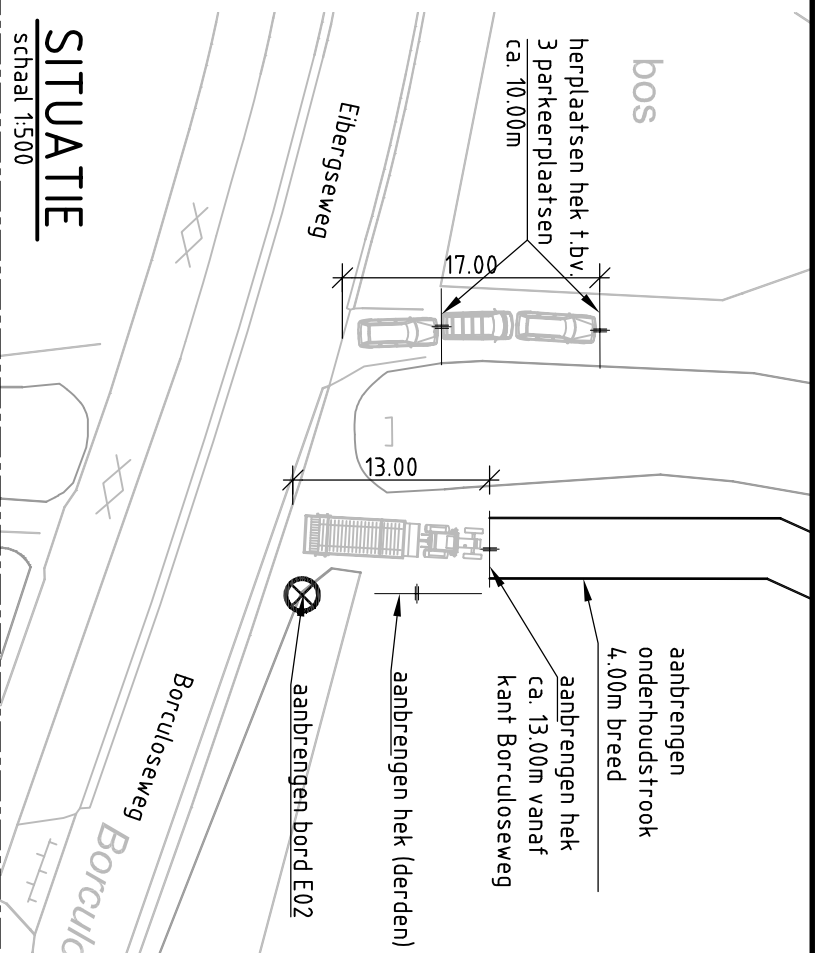 bos
herplaatsen hek t.bv.
3 parkeerplaatsen
ca. 10.00m
SITUATIE
schaal 1:500
Eibergseweg
17.00
13.00
aanbrengen
onderhoudstrook
4.00m breed
aanbrengen hek
ca. 13.00m vanaf
kant Borculoseweg
aanbrengen hek (derden)
aanbrengen bord E02
Borculoseweg